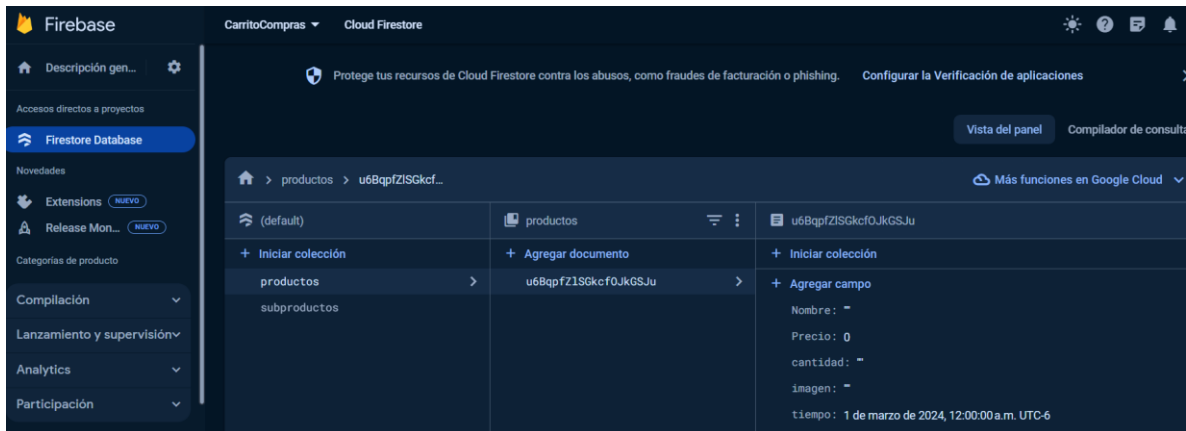 Firebase
CarritoCompras
Cloud Firestore
Descripción gen...
Protege tus recursos de Cloud Firestore contra los abusos, como fraudes de facturación o phishing. Configurar la Verificación de aplicaciones
Accesos directos a proyectos
Firestore Database
Vista del panel
Compilador de consulta
Novedades
Extensions NUEVO
Release Mon... NUEVO
Categorías de producto
Compilación
Lanzamiento y supervisión
Analytics
Participación
> productos > u6BqpfZlSGkcf...
Más funciones en Google Cloud
(default)
+ Iniciar colección
productos
subproductos
productos
+ Agregar documento
u6BqpfZlSGkcfOJkGSJu
u6BqpfZlSGkcfOJkGSJu
+ Iniciar colección
+ Agregar campo
Nombre: ""
Precio: 0
cantidad: ""
imagen: ""
tiempo: 1 de marzo de 2024, 12:00:00 a.m. UTC-6